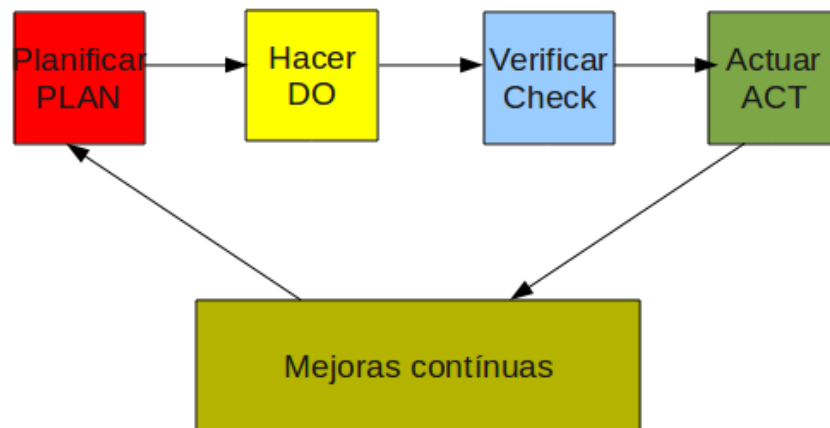 Planificar
PLAN
Hacer
DO
Verificar
Check
Actuar
ACT
Mejoras contínuas